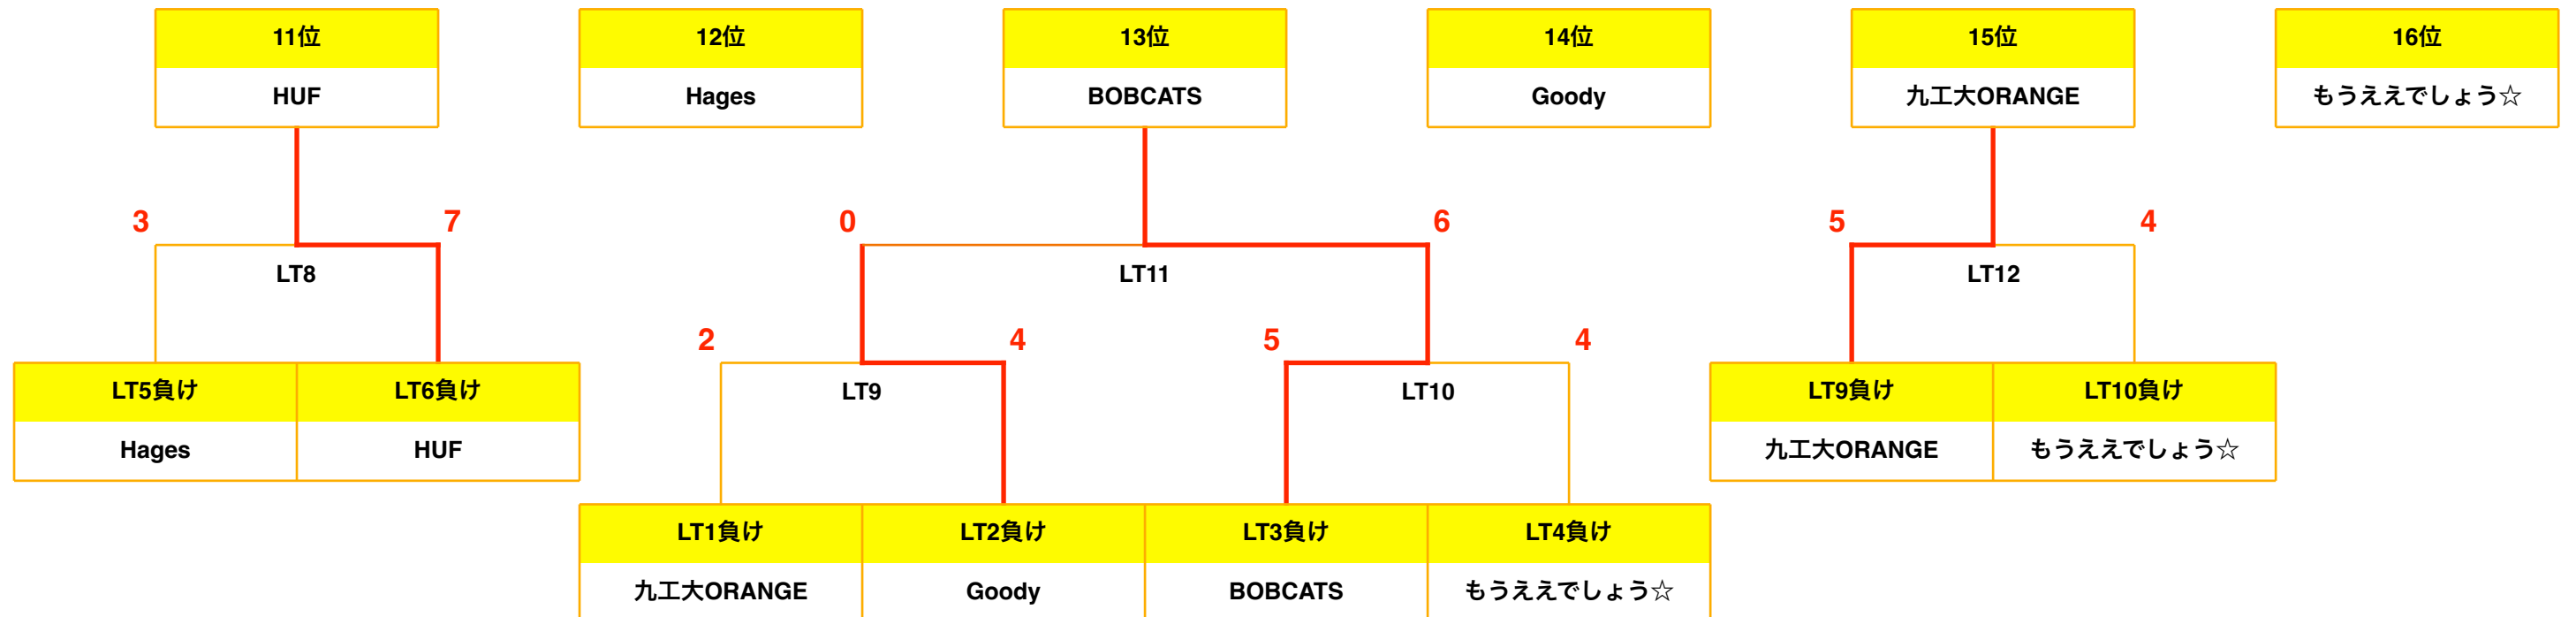 11位
HUF
12位
Hages
13位
BOBCATS
14位
Goody
15位
九工大ORANGE
16位
もうええでしょう☆
3
7
LT8
0
6
LT11
5
4
LT12
2
4
LT9
5
4
LT10
LT5負け
LT6負け
Hages
HUF
LT9負け
LT10負け
九工大ORANGE
もうええでしょう☆
LT1負け
LT2負け
LT3負け
LT4負け
九工大ORANGE
Goody
BOBCATS
もうええでしょう☆